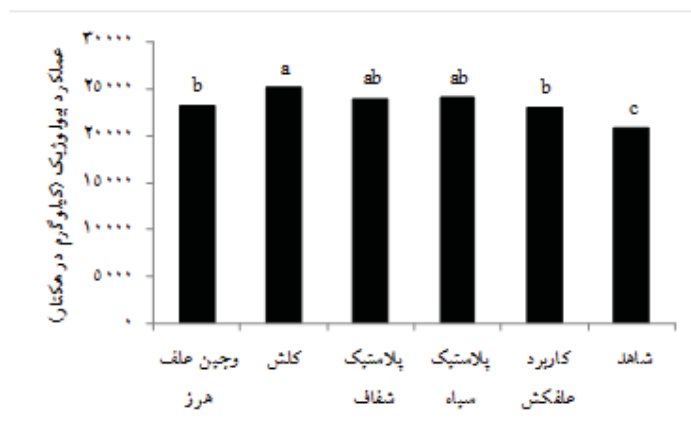 عملکرد بیولوژیک (کیلوگرم در هکتار)
۳۰۰۰۰
۲۵۰۰۰
۲۰۰۰۰
۱۵۰۰۰
۱۰۰۰۰
۵۰۰۰
۰
b a ab ab b c
وجین علف هرز
کلش
پلاستیک شفاف
پلاستیک سیاه
کاربرد علفکش
شاهد